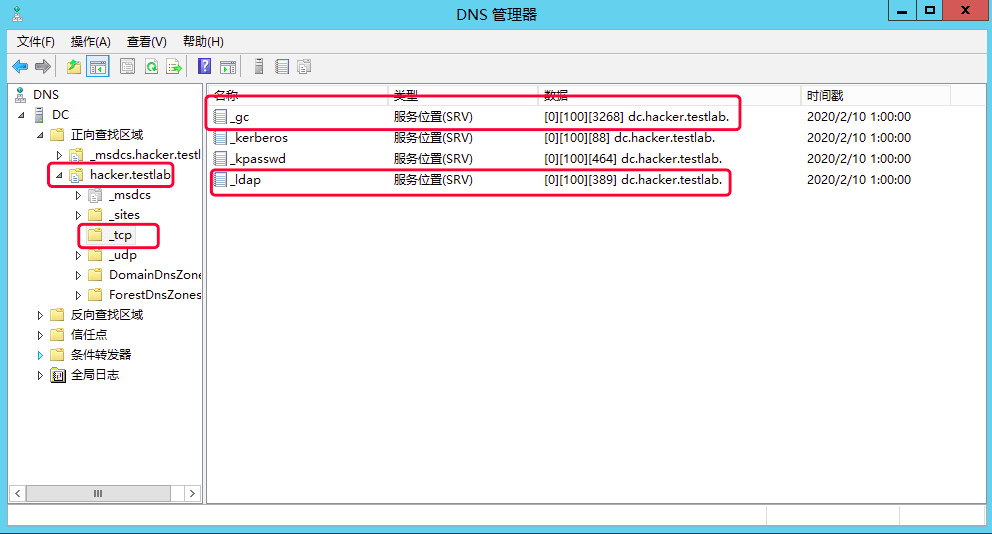 DNS 管理器
文件(F) 操作(A) 查看(V) 帮助(H)
DNS
DC
正向查找区域
_msdcs.hacker.testl
hacker.testlab
_msdcs
_sites
_tcp
_udp
DomainDnsZone
ForestDnsZones
反向查找区域
信任点
条件转发器
全局日志
名称 类型 数据 时间戳
_gc 服务位置(SRV) [0][100][3268] dc.hacker.testlab. 2020/2/10 1:00:00
_kerberos 服务位置(SRV) [0][100][88] dc.hacker.testlab. 2020/2/10 1:00:00
_kpasswd 服务位置(SRV) [0][100][464] dc.hacker.testlab. 2020/2/10 1:00:00
_ldap 服务位置(SRV) [0][100][389] dc.hacker.testlab. 2020/2/10 1:00:00